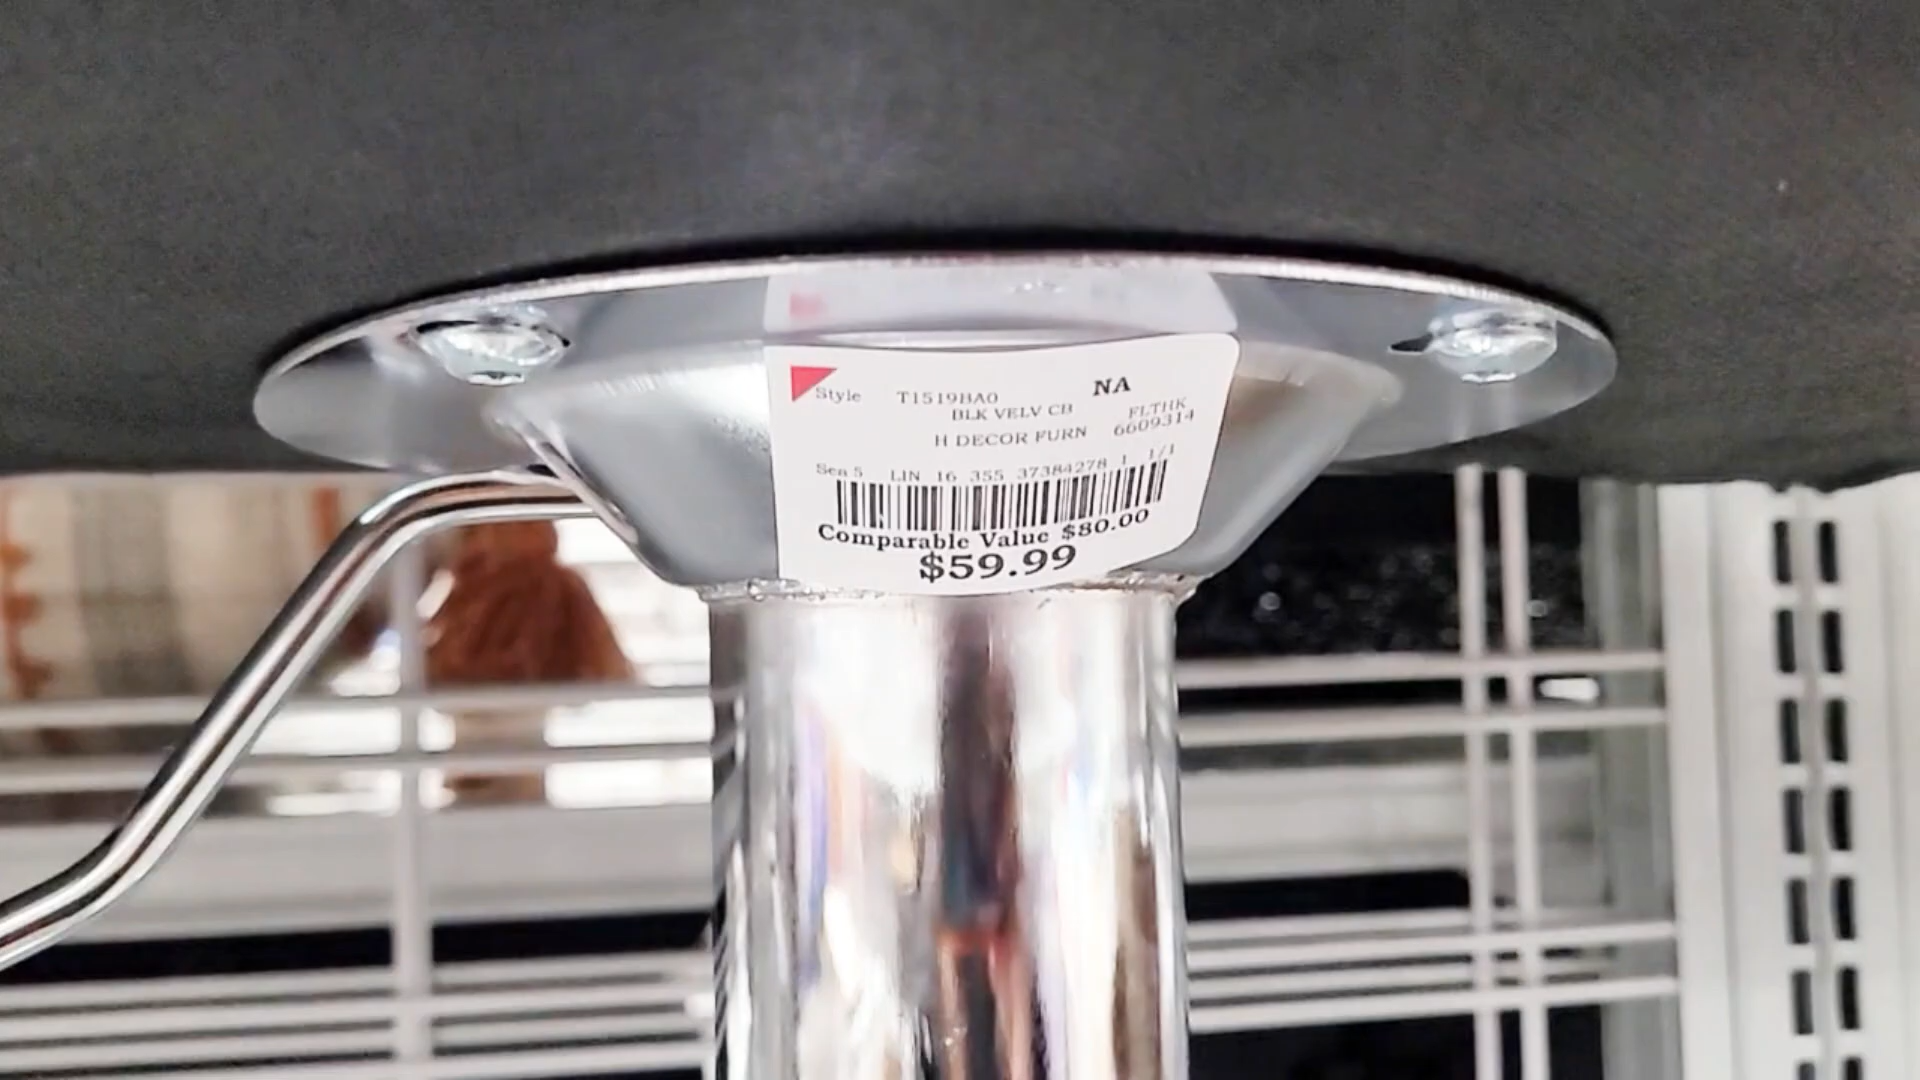 Style T1519BA0 NA
BLK VELV CB FLTHK
H DECOR FURN 6609314
Sea 5 LIN 16 355 37384278 1 1/1
Comparable Value $80.00
$59.99